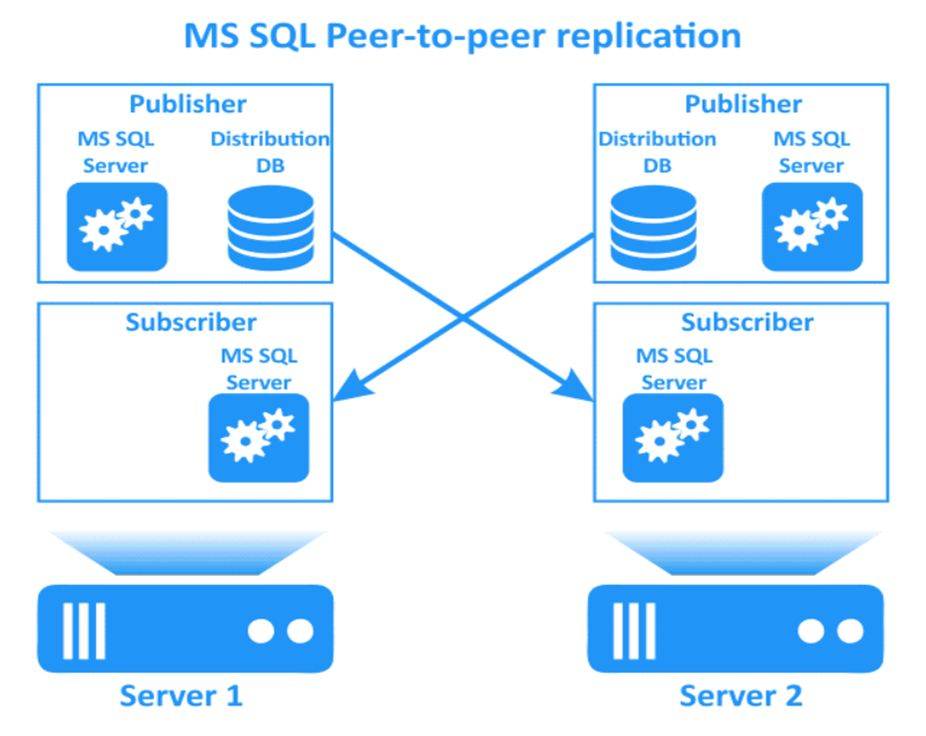 MS SQL Peer-to-peer replication
Publisher
MS SQL
Server
Distribution
DB
Subscriber
MS SQL
Server
Server 1
Publisher
Distribution
DB
MS SQL
Server
Subscriber
MS SQL
Server
Server 2